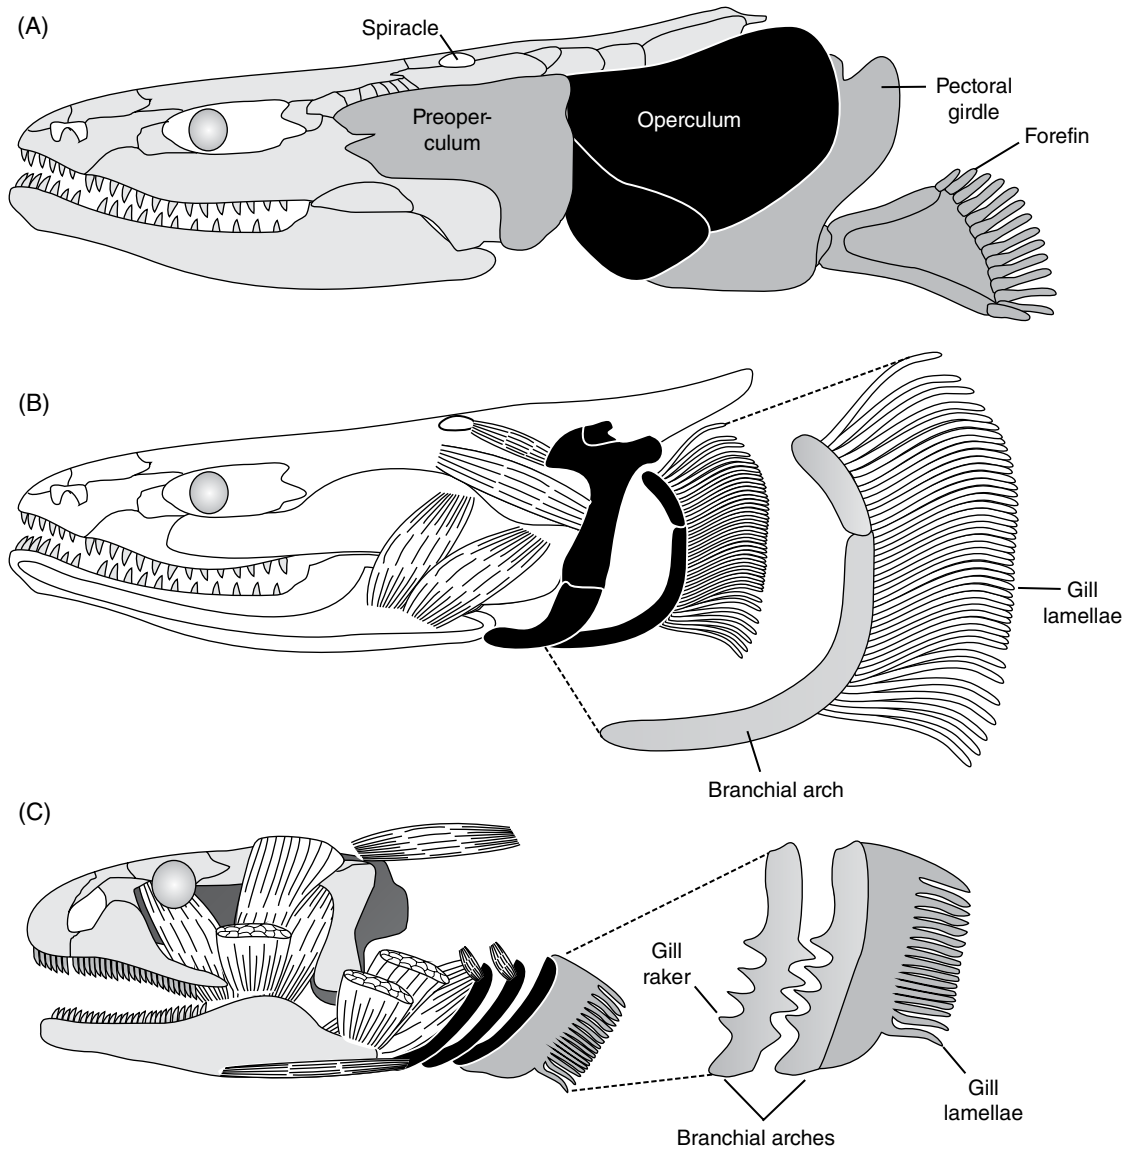 (A)
Spiracle
Preoper-
culum
Operculum
Pectoral
girdle
Forefin
(B)
Gill
lamellae
Branchial arch
(C)
Gill
raker
Gill
lamellae
Branchial arches